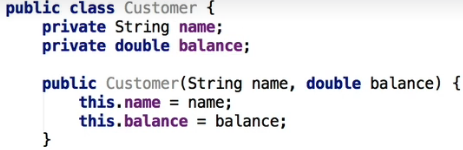 public class Customer {
    private String name;
    private double balance;

    public Customer(String name, double balance) {
        this.name = name;
        this.balance = balance;
    }